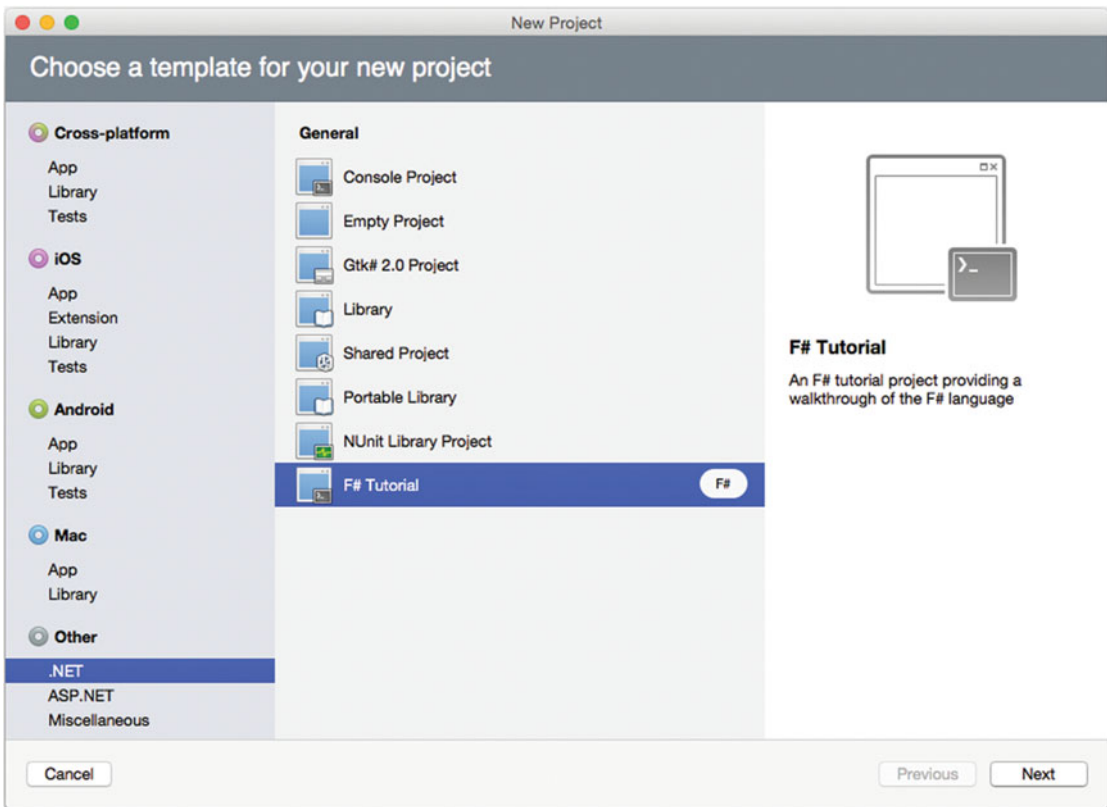 New Project
Choose a template for your new project
Cross-platform
App
Library
Tests
iOS
App
Extension
Library
Tests
Android
App
Library
Tests
Mac
App
Library
Other
.NET
ASP.NET
Miscellaneous
General
Console Project
Empty Project
Gtk# 2.0 Project
Library
Shared Project
Portable Library
NUnit Library Project
F# Tutorial F#
F# Tutorial
An F# tutorial project providing a
walkthrough of the F# language
Cancel
Previous
Next